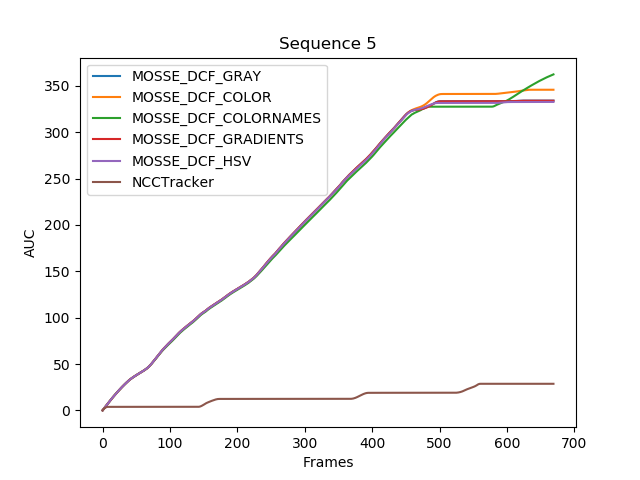 Sequence 5
AUC
350
300
250
200
150
100
50
0
MOSSE_DCF_GRAY
MOSSE_DCF_COLOR
MOSSE_DCF_COLORNAMES
MOSSE_DCF_GRADIENTS
MOSSE_DCF_HSV
NCCTracker
0 100 200 300 400 500 600 700
Frames